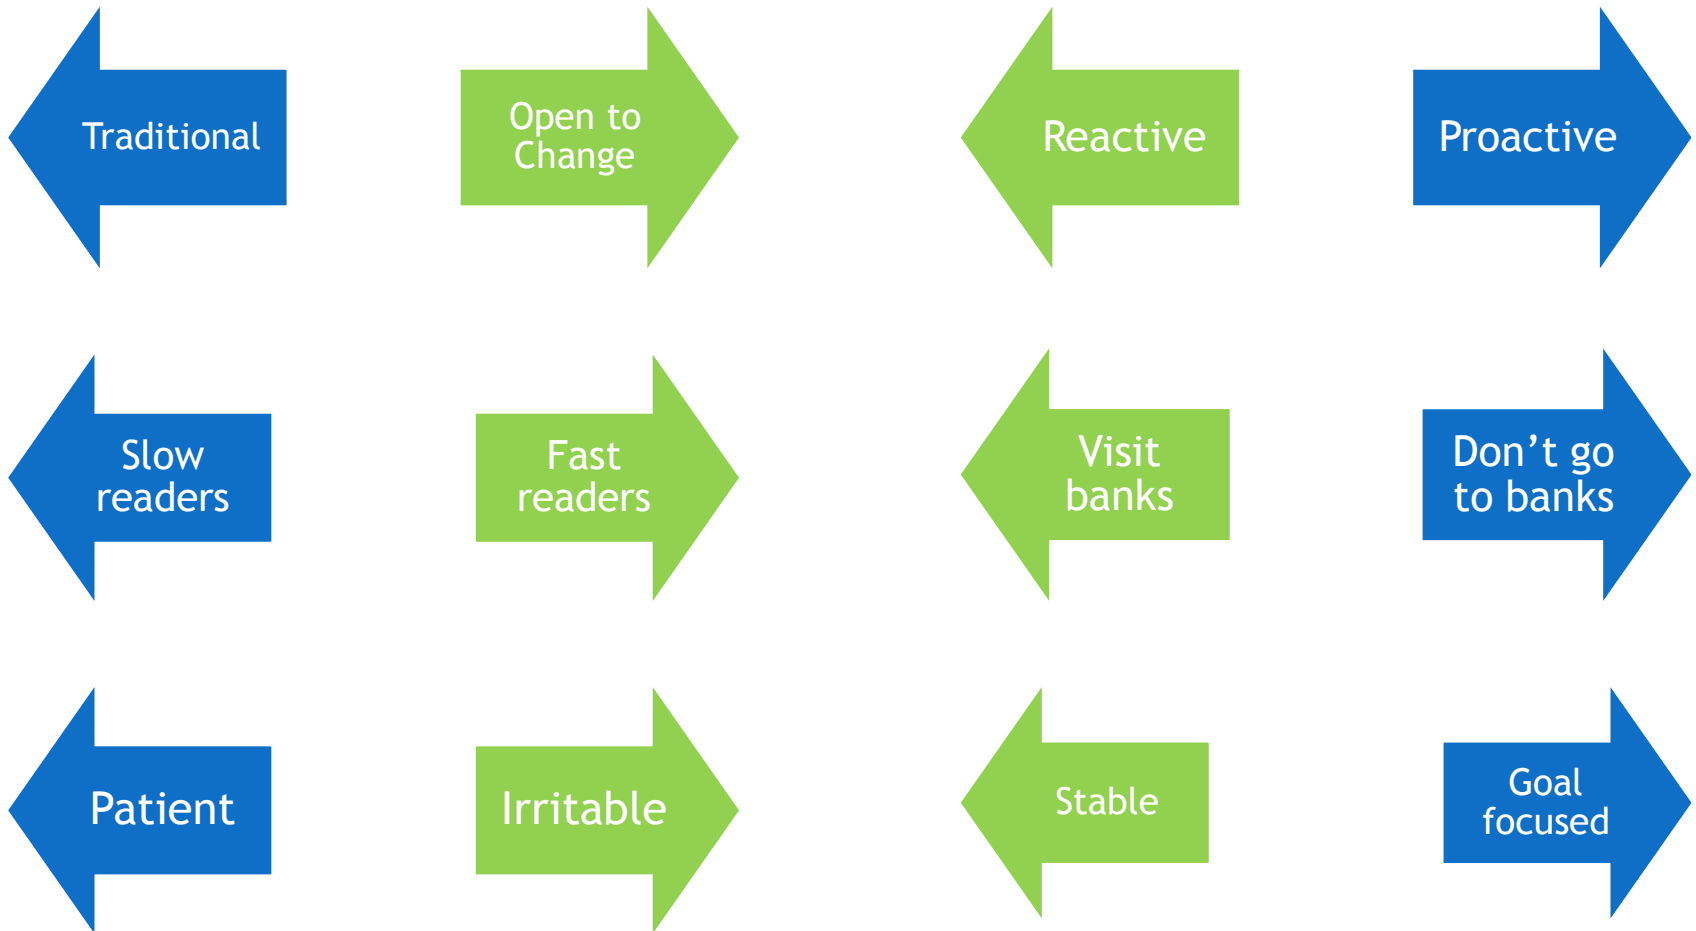 Traditional
Open to
Change
Reactive
Proactive
Slow
readers
Fast
readers
Visit
banks
Don’t go
to banks
Patient
Irritable
Stable
Goal
focused